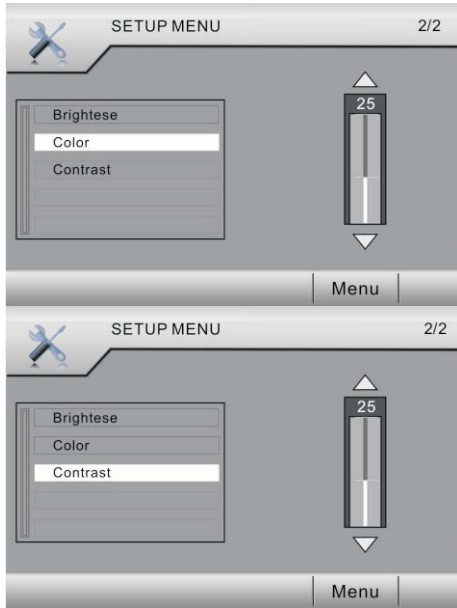 SETUP MENU 2/2
25
Brightese
Color
Contrast
Menu
SETUP MENU 2/2
25
Brightese
Color
Contrast
Menu